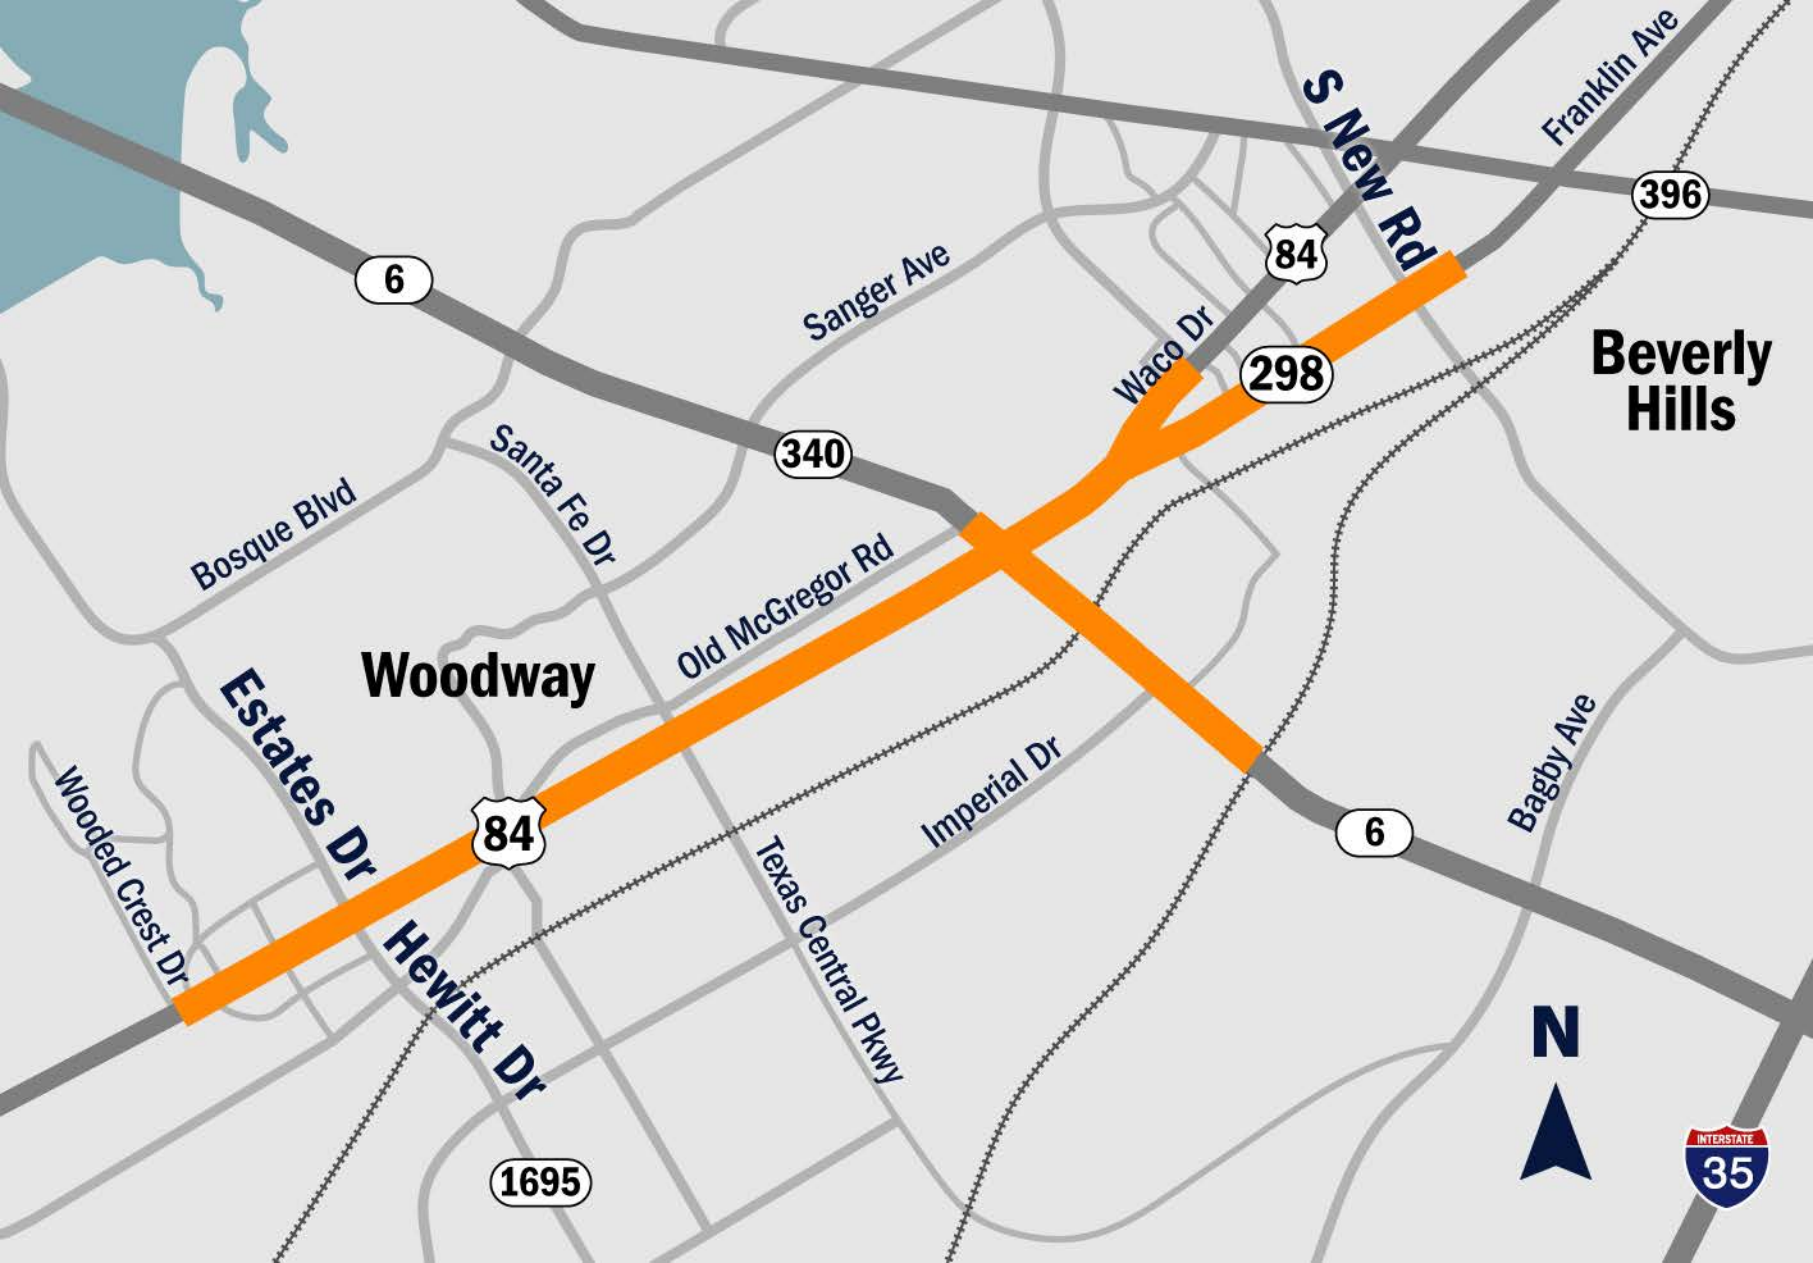 Franklin Ave
S New Rd
396
84
6
Sanger Ave
Waco Dr
298
Beverly
Hills
340
Santa Fe Dr
Bosque Blvd
Old McGregor Rd
Woodway
Estates Dr
Wooded Crest Dr
84
Imperial Dr
Bagby Ave
6
Texas Central Pkwy
Hewitt Dr
N
INTERSTATE
35
1695